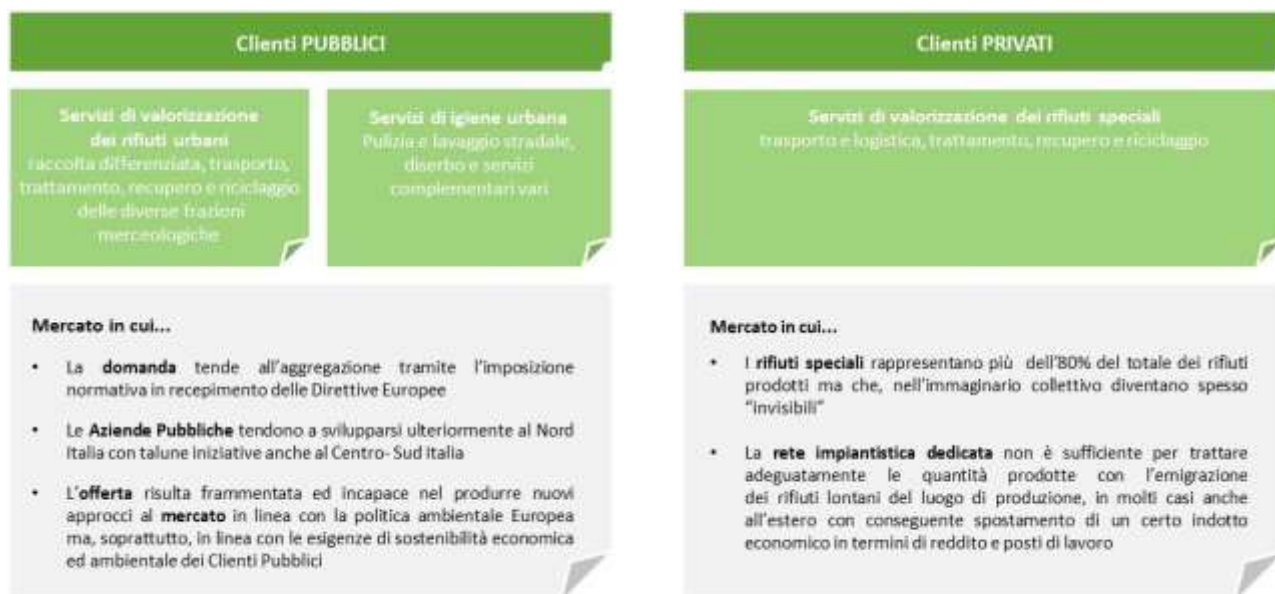 Clienti PUBBLICI
Servizi di valorizzazione
dei rifiuti urbani
raccolta differenziata, trasporto,
trattamento, recupero e riciclaggio
delle diverse frazioni
merceologiche
Servizi di igiene urbana
Pulizia e lavaggio stradale,
diserbo e servizi
complementari vari
Mercato in cui...
• La domanda tende all'aggregazione tramite l'imposizione
normativa in recepimento delle Direttive Europee
• Le Aziende Pubbliche tendono a svilupparsi ulteriormente al Nord
Italia con talune iniziative anche al Centro- Sud Italia
• L'offerta risulta frammentata ed incapace nel produrre nuovi
approcci al mercato in linea con la politica ambientale Europea
ma, soprattutto, in linea con le esigenze di sostenibilità economica
ed ambientale dei Clienti Pubblici
Clienti PRIVATI
Servizi di valorizzazione dei rifiuti speciali
trasporto e logistica, trattamento, recupero e riciclaggio
Mercato in cui...
• I rifiuti speciali rappresentano più dell'80% del totale dei rifiuti
prodotti ma che, nell'immaginario collettivo diventano spesso
"invisibili"
• La rete impiantistica dedicata non è sufficiente per trattare
adeguatamente le quantità prodotte con l'emigrazione
dei rifiuti lontani del luogo di produzione, in molti casi anche
all'estero con conseguente spostamento di un certo indotto
economico in termini di reddito e posti di lavoro